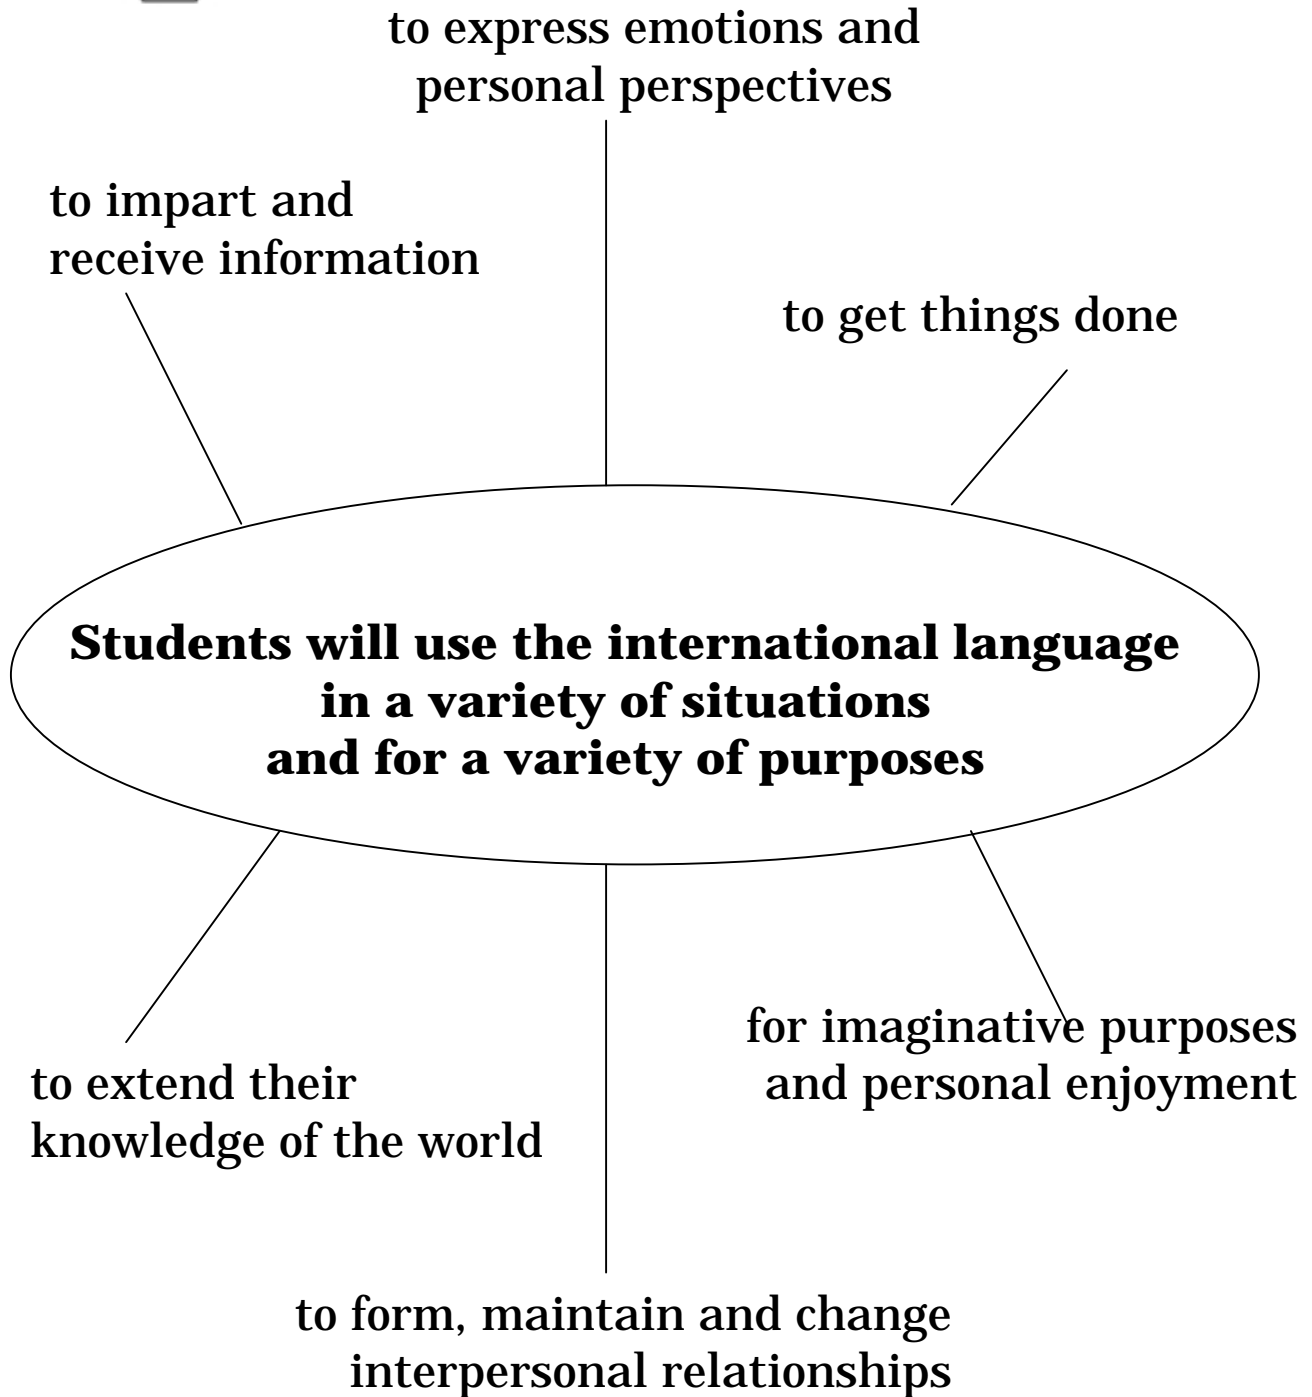 to express emotions and
personal perspectives
to impart and
receive information
to get things done
Students will use the international language
in a variety of situations
and for a variety of purposes
for imaginative purposes
and personal enjoyment
to extend their
knowledge of the world
to form, maintain and change
interpersonal relationships